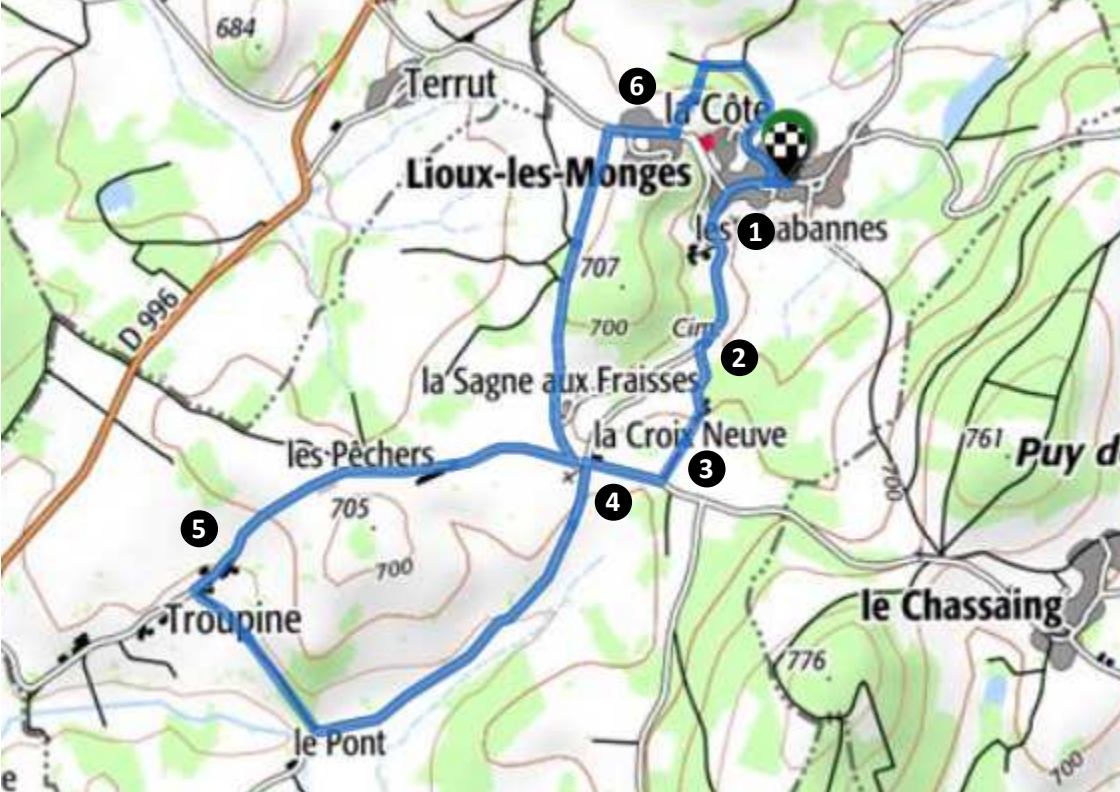 684
Terrut
6
la Côte
Lioux-les-Monges
1
707
D 996
700
Cim
2
la Sagne aux Fraisses
la Croix Neuve
761
Puy d
les Pêchers
3
700
4
705
5
700
le Chassaing
Troupine
776
le Pont
700
e